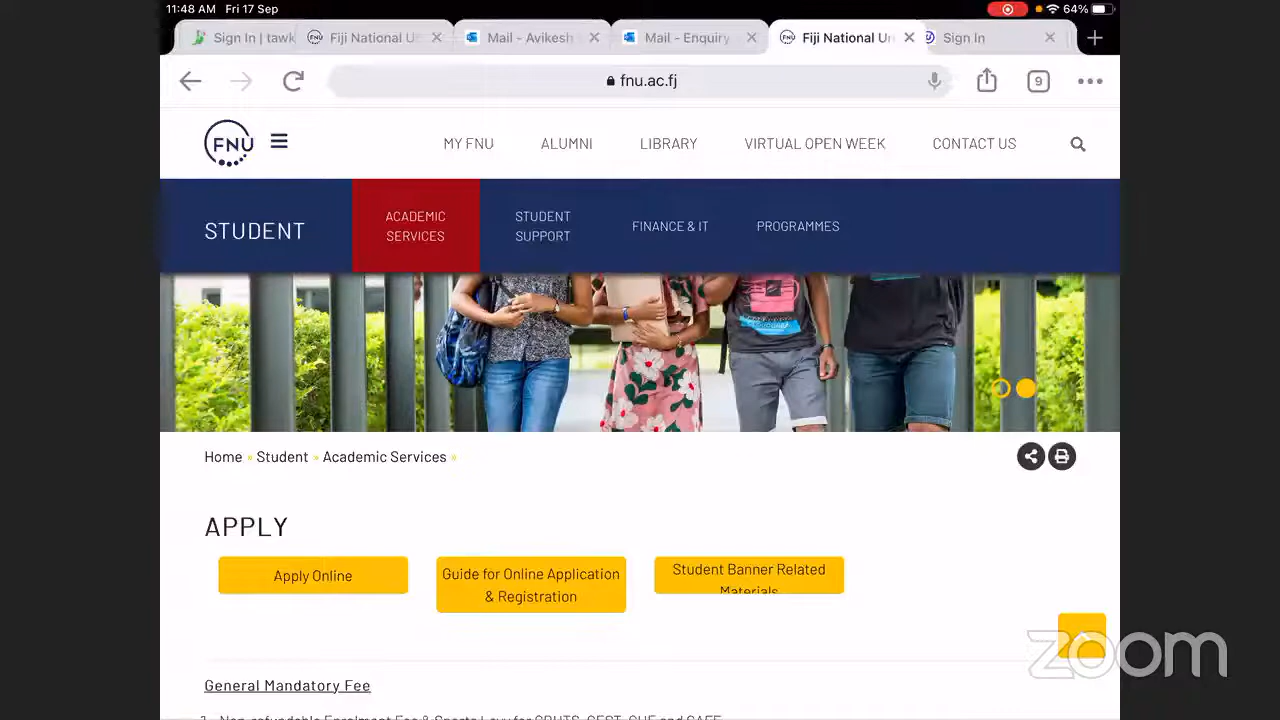 11:48 AM Fri 17 Sep
64%
Sign In | tawk
Fiji National U
Mail - Avikesh
Mail - Enquiry
Fiji National Un
Sign In
fnu.ac.fj
9
FNU
MY FNU
ALUMNI
LIBRARY
VIRTUAL OPEN WEEK
CONTACT US
STUDENT
ACADEMIC
SERVICES
STUDENT
SUPPORT
FINANCE & IT
PROGRAMMES
Home » Student » Academic Services »
APPLY
Apply Online
Guide for Online Application
& Registration
Student Banner Related
Materials
zoom
General Mandatory Fee